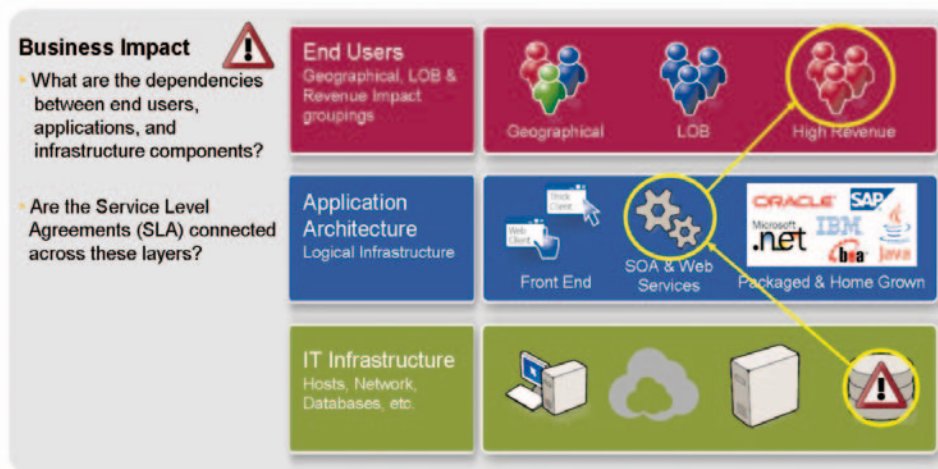 Business Impact
What are the dependencies
between end users,
applications, and
infrastructure components?
Are the Service Level
Agreements (SLA) connected
across these layers?
End Users
Geographical, LOB &
Revenue Impact
groupings
Geographical
LOB
High Revenue
Application
Architecture
Logical Infrastructure
Thick
Client
Web
Client
Front End
SOA & Web
Services
ORACLE
SAP
Microsoft
.net
IBM
bea
Java
Packaged & Home Grown
IT Infrastructure
Hosts, Network,
Databases, etc.